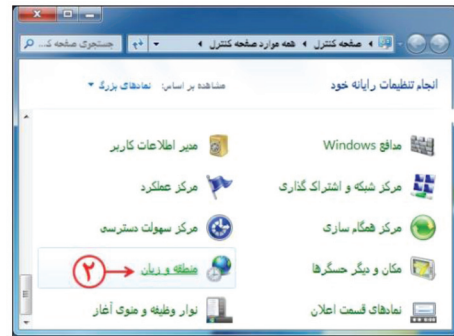 صفحه کنترل
همه موارد صفحه کنترل
جستجوی صفحه کـ...
انجام تنظیمات رایانه خود
مشاهده بر اساس: نمادهای بزرگ
مدافع Windows
مدیر اطلاعات کاربر
مرکز شبکه و اشتراک گذاری
مرکز عملکرد
مرکز همگام سازی
مرکز سهولت دسترسی
مکان و دیگر حسگرها
منطقه و زبان
۲
نمادهای قسمت اعلان
نوار وظیفه و منوی آغاز